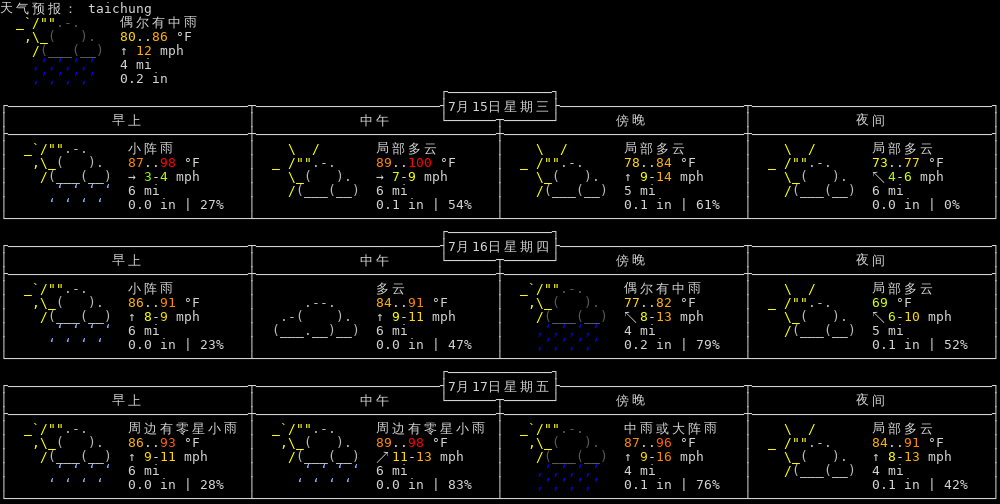 天气预报： taichung
偶尔有中雨
80..86 °F
↑ 12 mph
4 mi
0.2 in
7月15日星期三
早上 中午 傍晚 夜间
小阵雨 局部多云 局部多云 局部多云
87..98 °F 89..100 °F 78..84 °F 73..77 °F
→ 3-4 mph → 7-9 mph ↑ 9-14 mph ↖ 4-6 mph
6 mi 6 mi 5 mi 6 mi
0.0 in | 27% 0.1 in | 54% 0.1 in | 61% 0.0 in | 0%
7月16日星期四
早上 中午 傍晚 夜间
小阵雨 多云 偶尔有中雨 局部多云
86..91 °F 84..91 °F 77..82 °F 69 °F
↑ 8-9 mph ↑ 9-11 mph ↖ 8-13 mph ↖ 6-10 mph
6 mi 6 mi 4 mi 5 mi
0.0 in | 23% 0.0 in | 47% 0.2 in | 79% 0.1 in | 52%
7月17日星期五
早上 中午 傍晚 夜间
周边有零星小雨 周边有零星小雨 中雨或大阵雨 局部多云
86..93 °F 89..98 °F 87..96 °F 84..91 °F
↑ 9-11 mph ↗ 11-13 mph ↑ 9-16 mph ↑ 8-13 mph
6 mi 6 mi 4 mi 4 mi
0.0 in | 28% 0.0 in | 83% 0.1 in | 76% 0.1 in | 42%